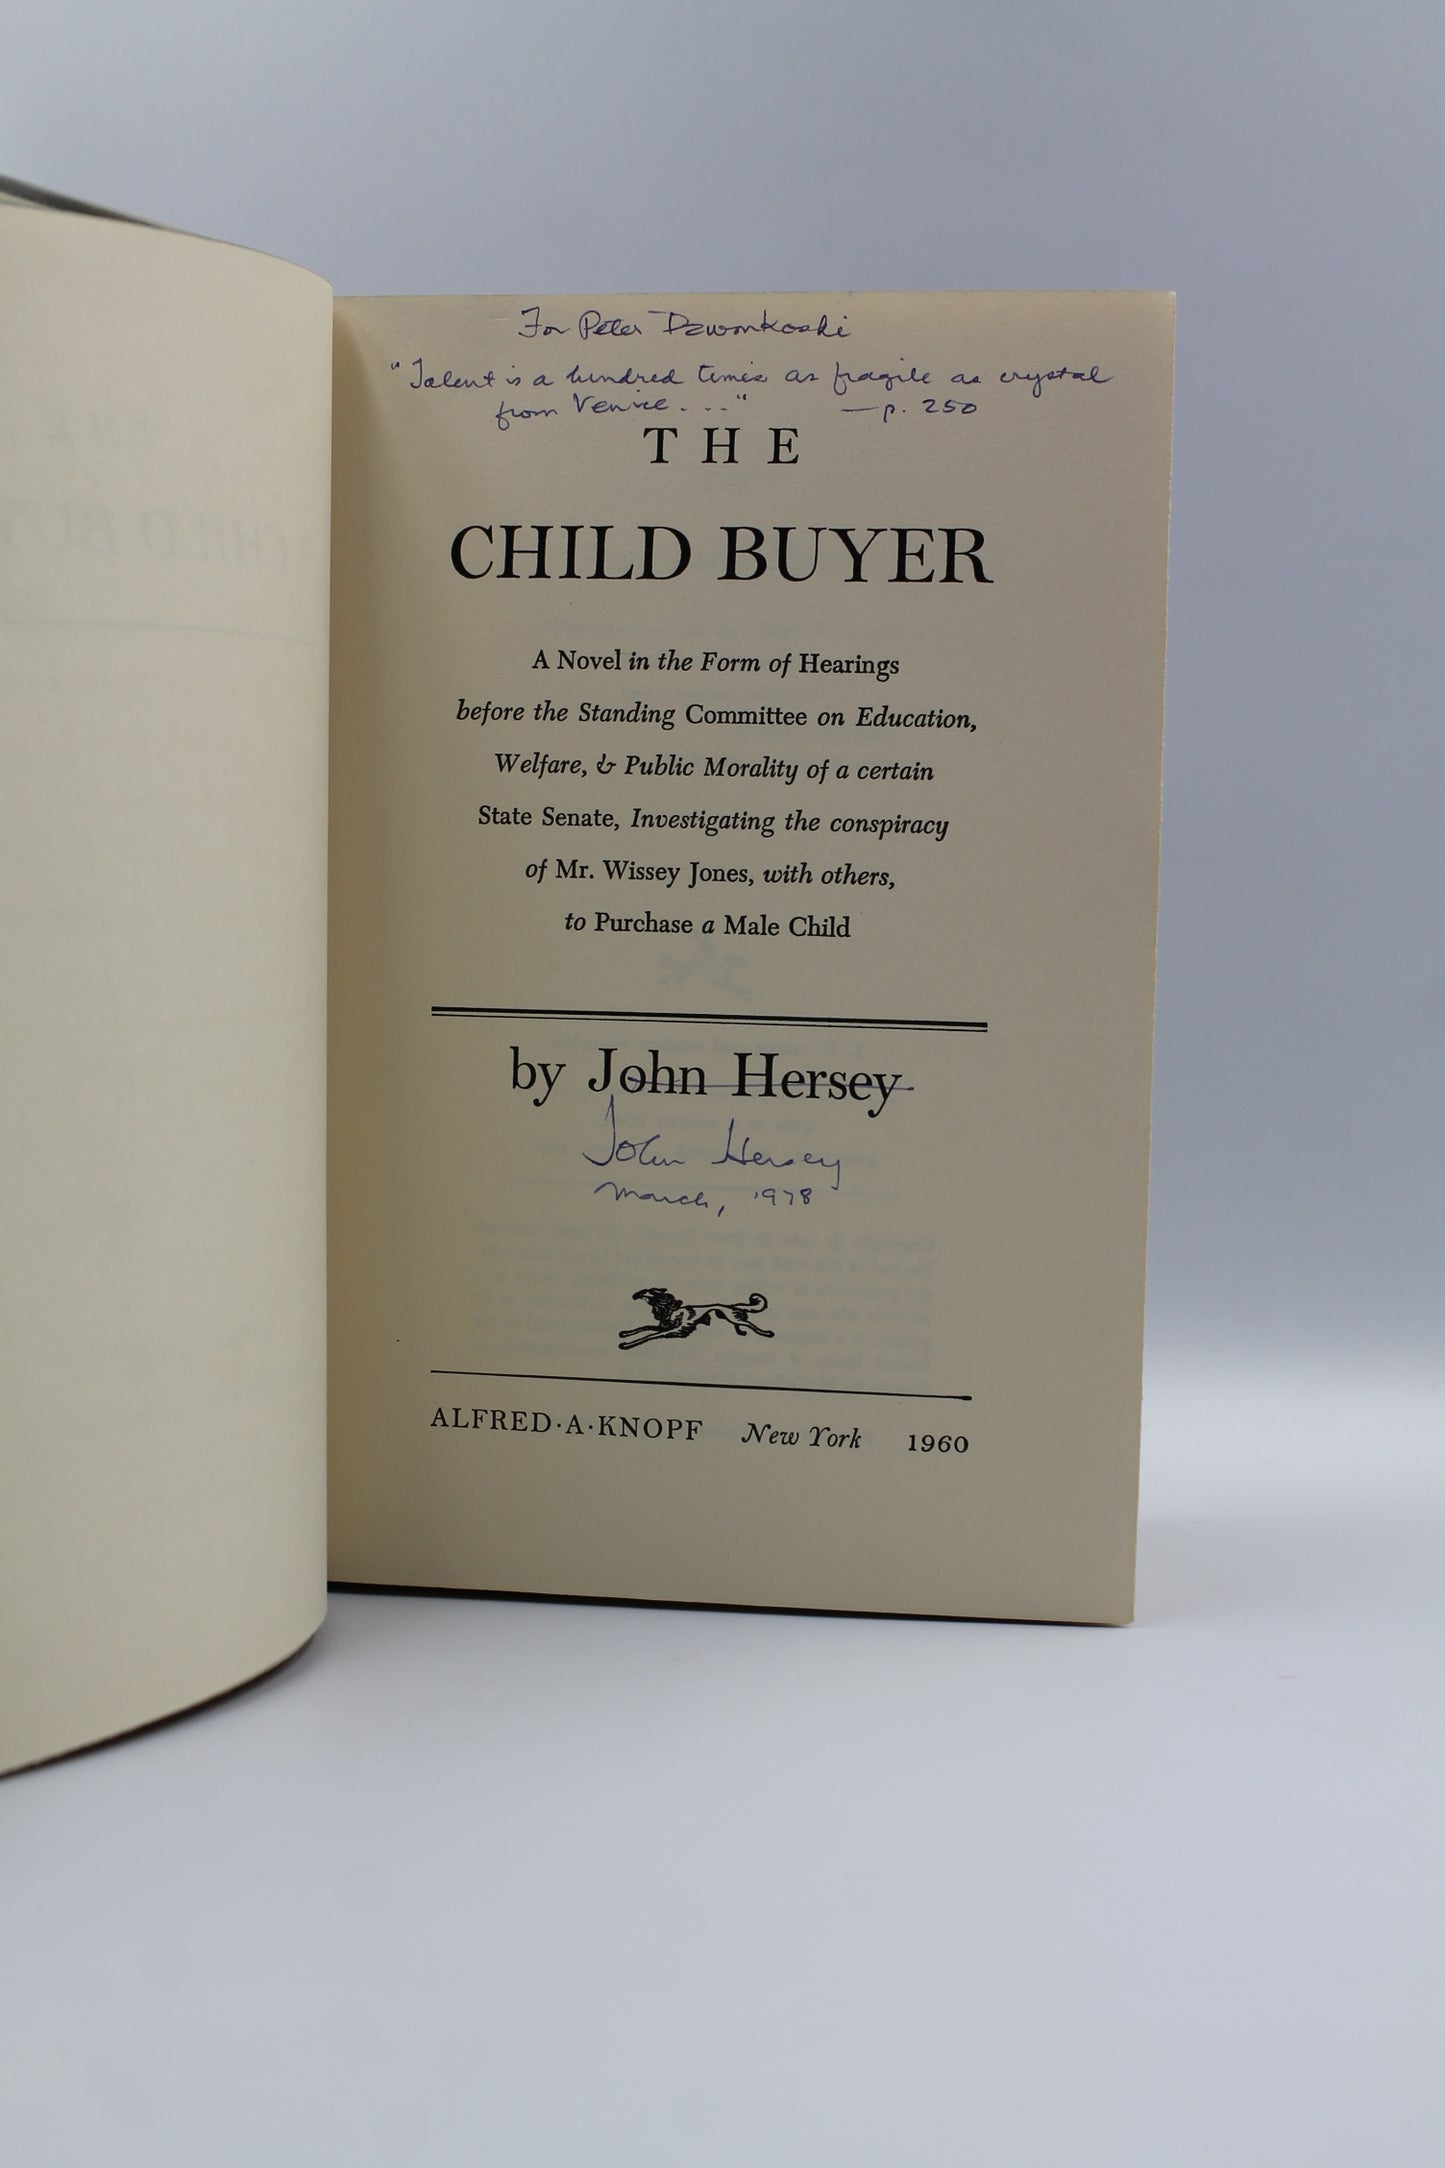 For Peter Dzwonkoski
"Talent is a hundred times as fragile as crystal
from Venice. . ." —p. 250
THE
CHILD BUYER
A Novel in the Form of Hearings
before the Standing Committee on Education,
Welfare, & Public Morality of a certain
State Senate, Investigating the conspiracy
of Mr. Wissey Jones, with others,
to Purchase a Male Child
by John Hersey
John Hersey
March, 1978
ALFRED·A·KNOPF New York 1960